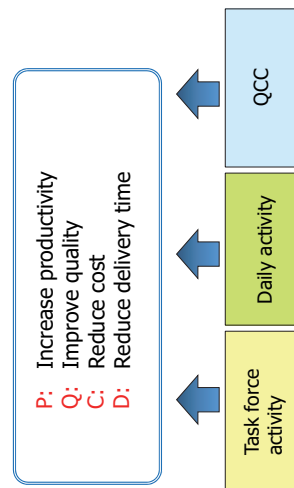 P: Increase productivity
Q: Improve quality
C: Reduce cost
D: Reduce delivery time
Task force
activity
Daily activity
QCC